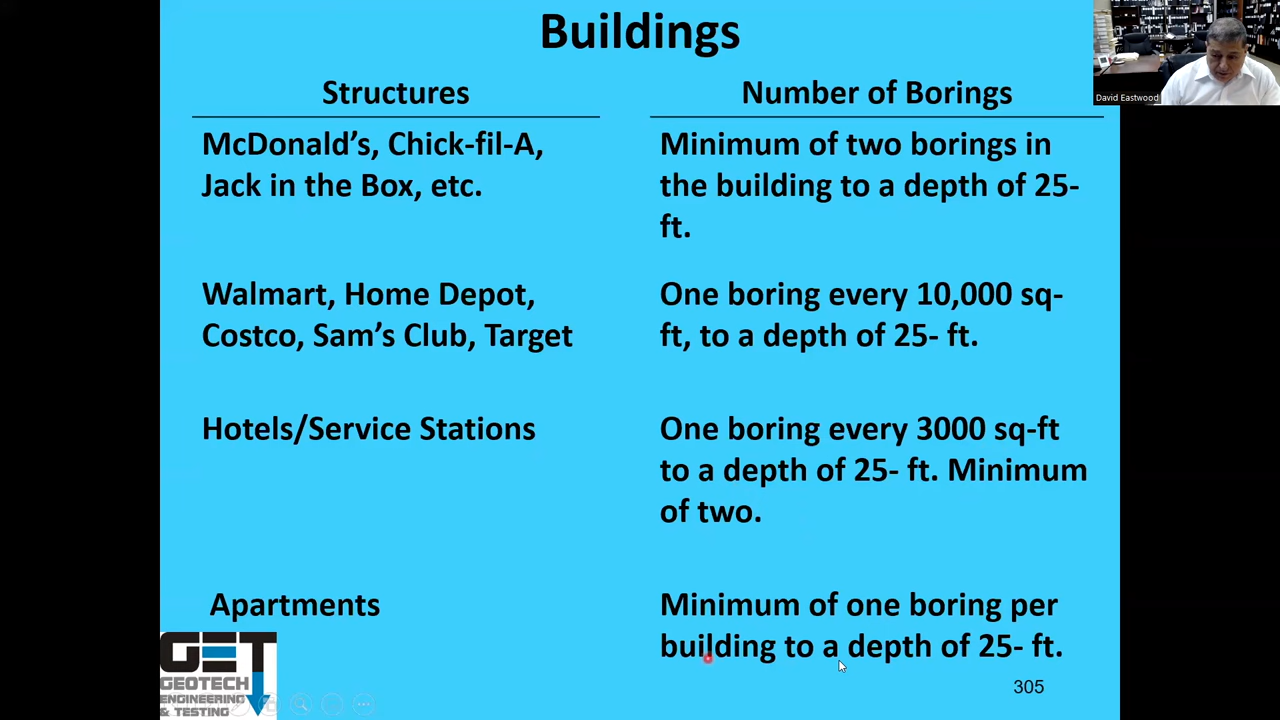 Buildings
David Eastwood
Structures
Number of Borings
McDonald's, Chick-fil-A,
Jack in the Box, etc.
Minimum of two borings in
the building to a depth of 25-
ft.
Walmart, Home Depot,
Costco, Sam's Club, Target
One boring every 10,000 sq-
ft, to a depth of 25- ft.
Hotels/Service Stations
One boring every 3000 sq-ft
to a depth of 25- ft. Minimum
of two.
Apartments
Minimum of one boring per
building to a depth of 25- ft.
GET
GEOTECH
ENGINEERING
& TESTING
305